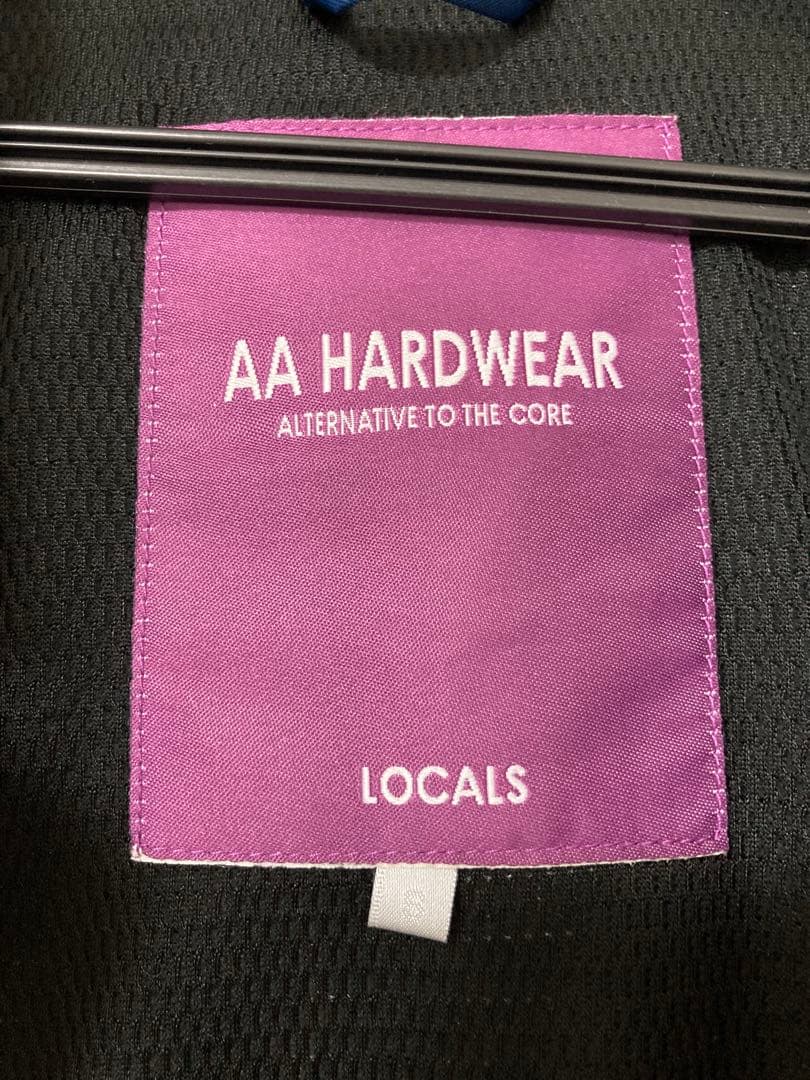 AA HARDWEAR
ALTERNATIVE TO THE CORE
LOCALS
S